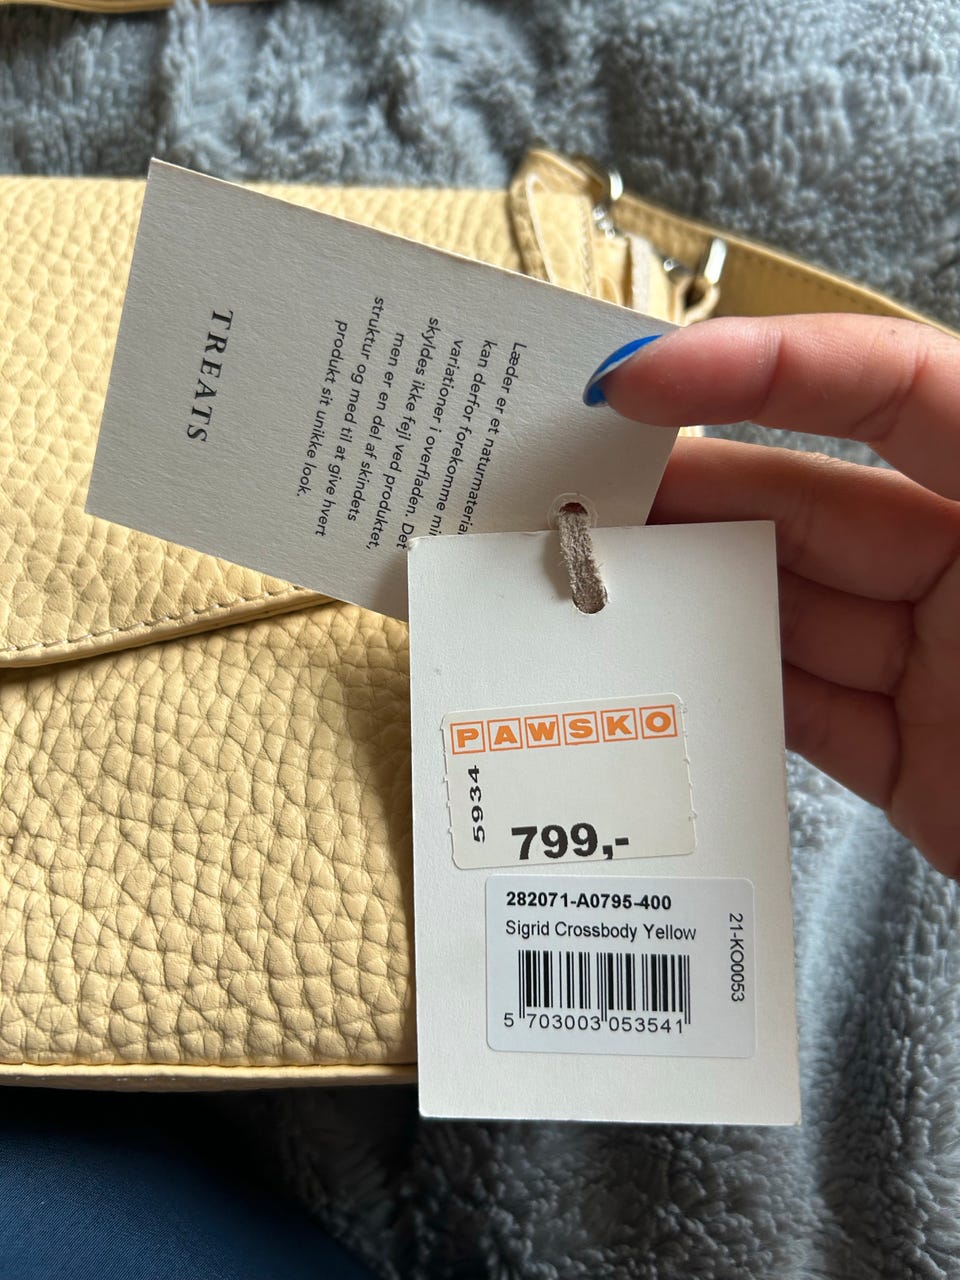 TREATS
Læder er et naturmateria
kan derfor forekomme
variationer i overfladen. Det
skyldes ikke fejl ved produktet,
men er en del af skindets
struktur og med til at give hvert
produkt sit unikke look.
PAWSKO
5934
799,-
282071-A0795-400
Sigrid Crossbody Yellow
21-KO0053
5 703003 053541